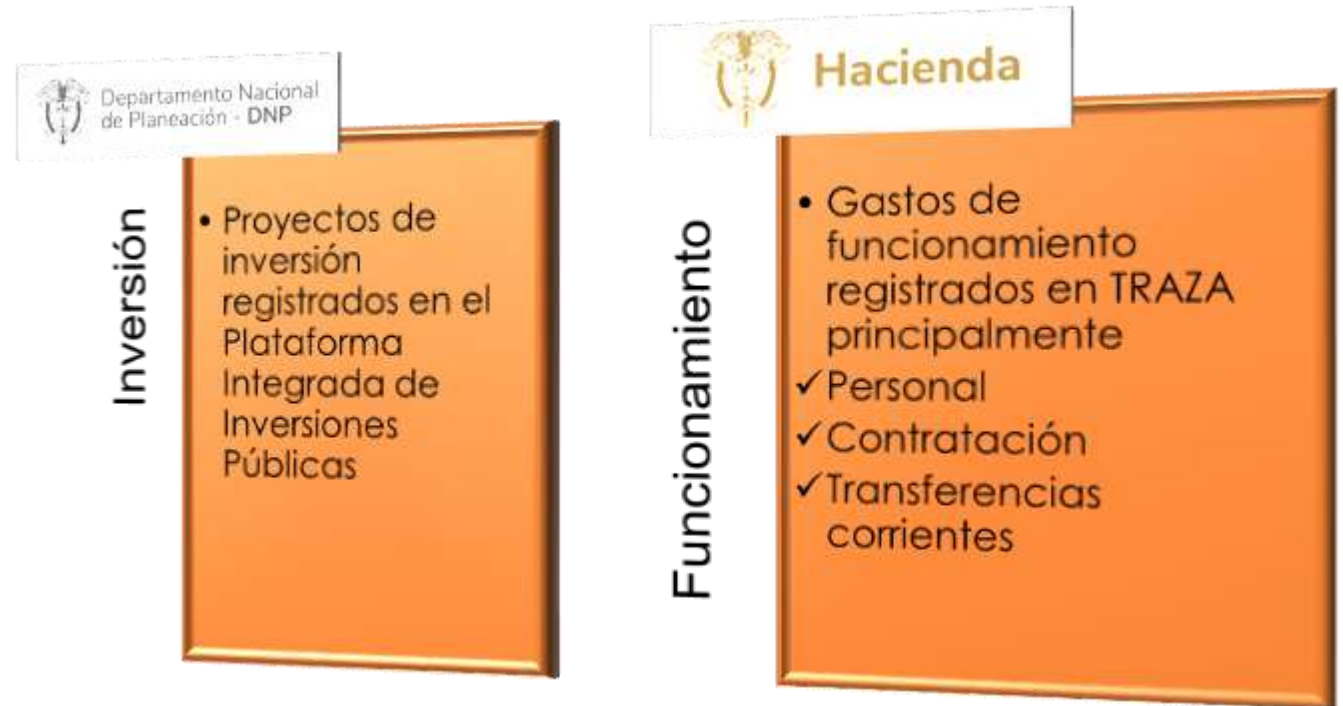 Departamento Nacional
de Planeación - DNP
Inversión
• Proyectos de
inversión
registrados en el
Plataforma
Integrada de
Inversiones
Públicas
Hacienda
Funcionamiento
• Gastos de
funcionamiento
registrados en TRAZA
principalmente
✓Personal
✓Contratación
✓Transferencias
corrientes